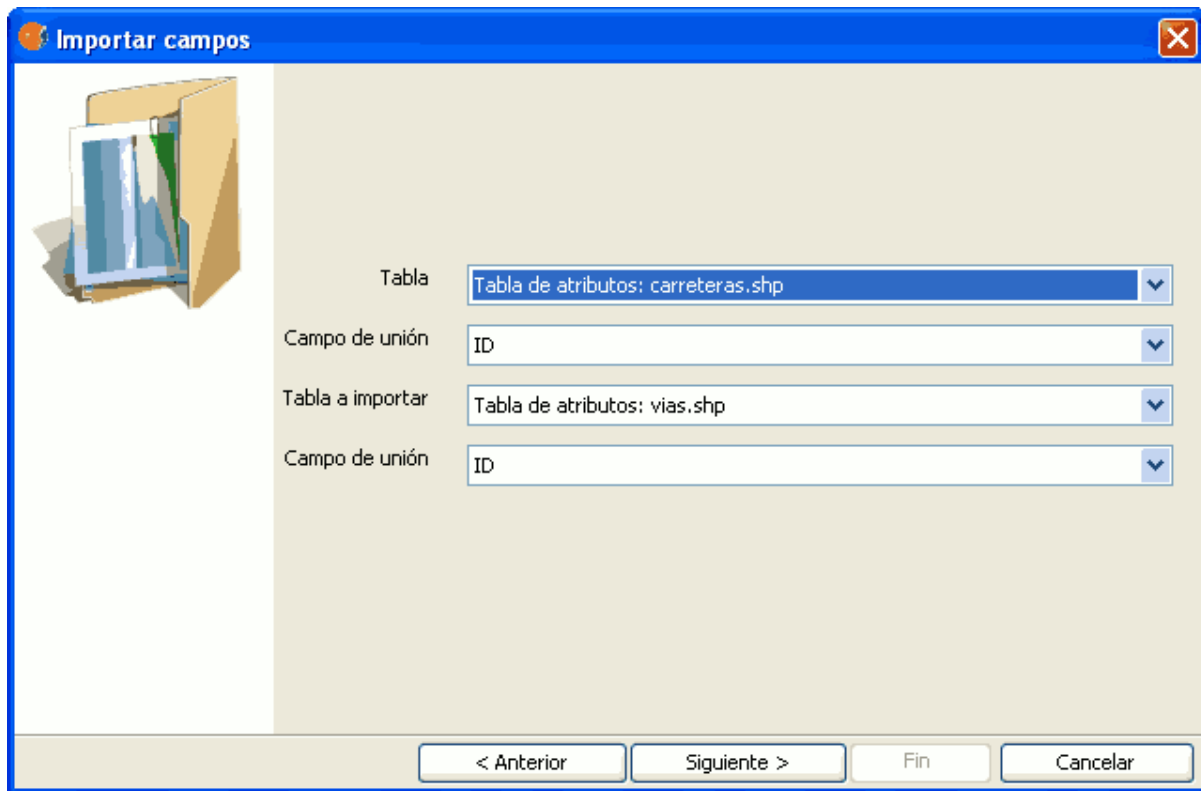 Importar campos
Tabla
Tabla de atributos: carreteras.shp
Campo de unión
ID
Tabla a importar
Tabla de atributos: vias.shp
Campo de unión
ID
< Anterior
Siguiente >
Fin
Cancelar